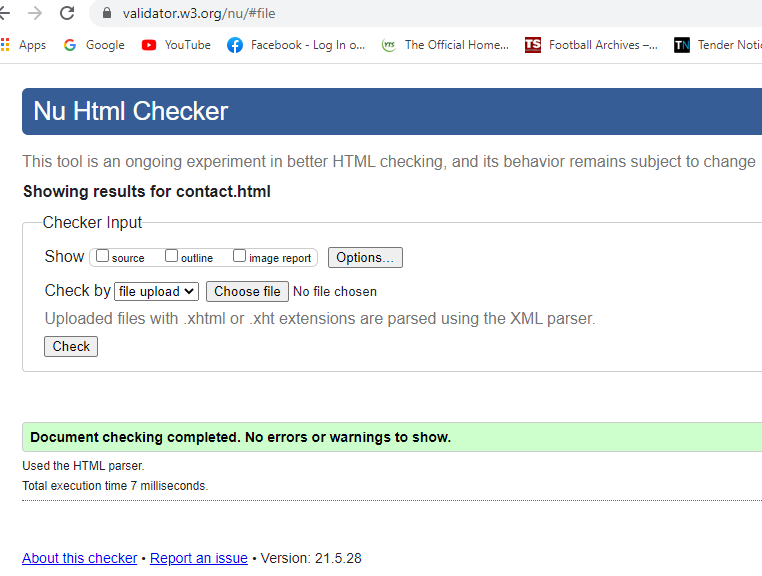 validator.w3.org/nu/#file
Apps Google YouTube Facebook - Log In o... YTS The Official Home... TS Football Archives –... TN Tender Noti
Nu Html Checker
This tool is an ongoing experiment in better HTML checking, and its behavior remains subject to change
Showing results for contact.html
Checker Input
Show source outline image report Options...
Check by file upload Choose file No file chosen
Uploaded files with .xhtml or .xht extensions are parsed using the XML parser.
Check
Document checking completed. No errors or warnings to show.
Used the HTML parser.
Total execution time 7 milliseconds.
About this checker • Report an issue • Version: 21.5.28